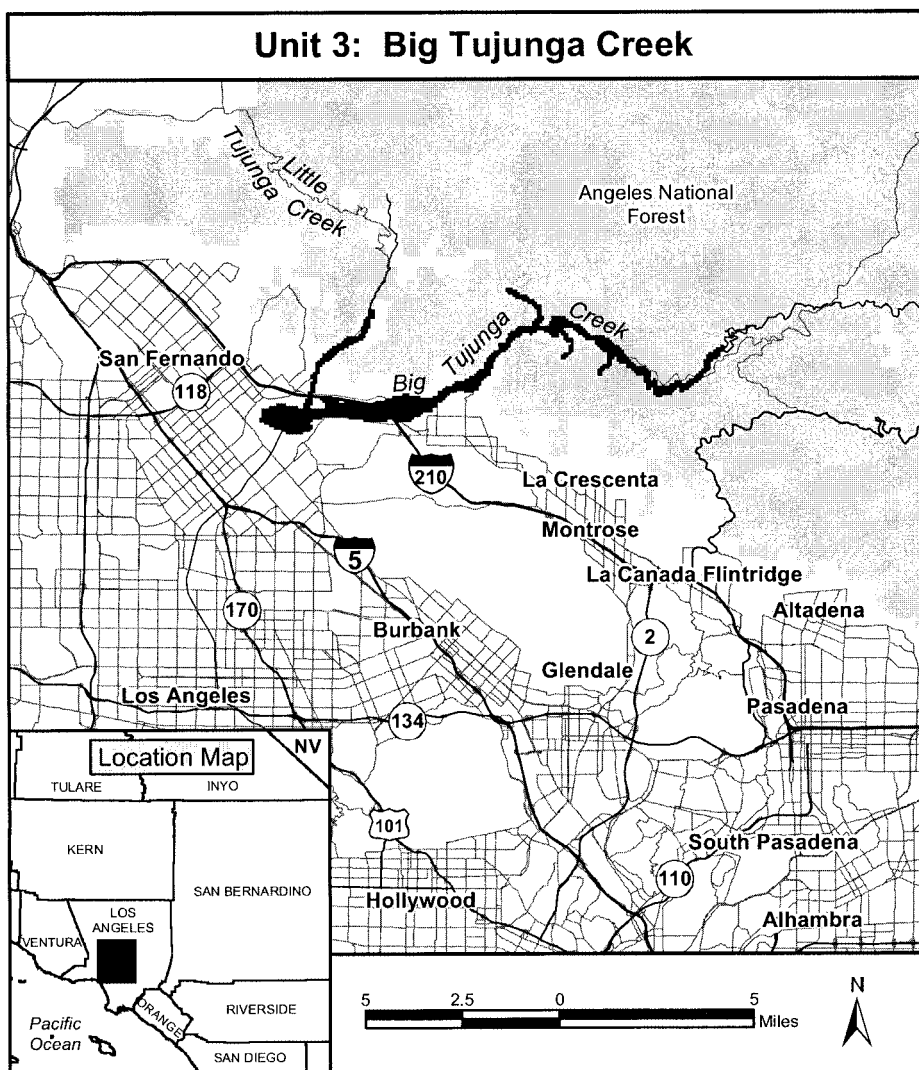 Unit 3: Big Tujunga Creek
Little
Tujunga Creek
Angeles National
Forest
Big Tujunga Creek
San Fernando
118
210
La Crescenta
Montrose
5
La Canada Flintridge
170
Altadena
Burbank
2
Glendale
Los Angeles
Pasadena
134
101
South Pasadena
110
Hollywood
Alhambra
Location Map
NV
TULARE
INYO
KERN
SAN BERNARDINO
LOS
ANGELES
VENTURA
ORANGE
RIVERSIDE
Pacific
Ocean
SAN DIEGO
5 2.5 0 5
Miles
N